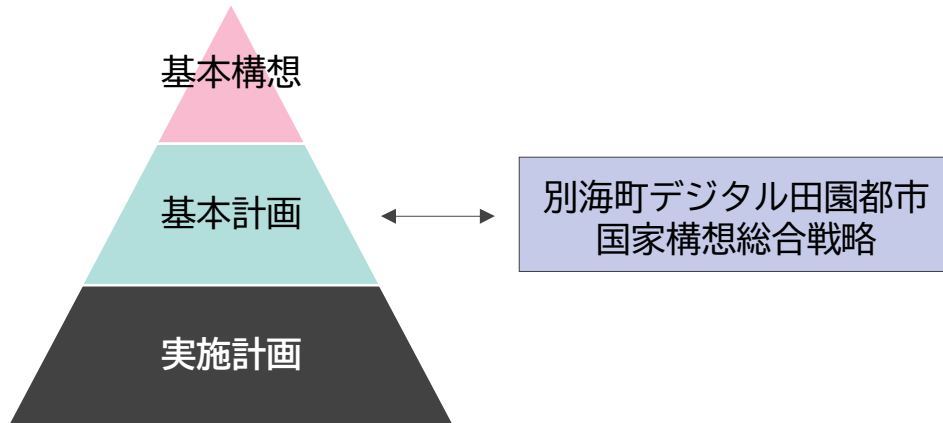 基本構想
基本計画
別海町デジタル田園都市
国家構想総合戦略
実施計画